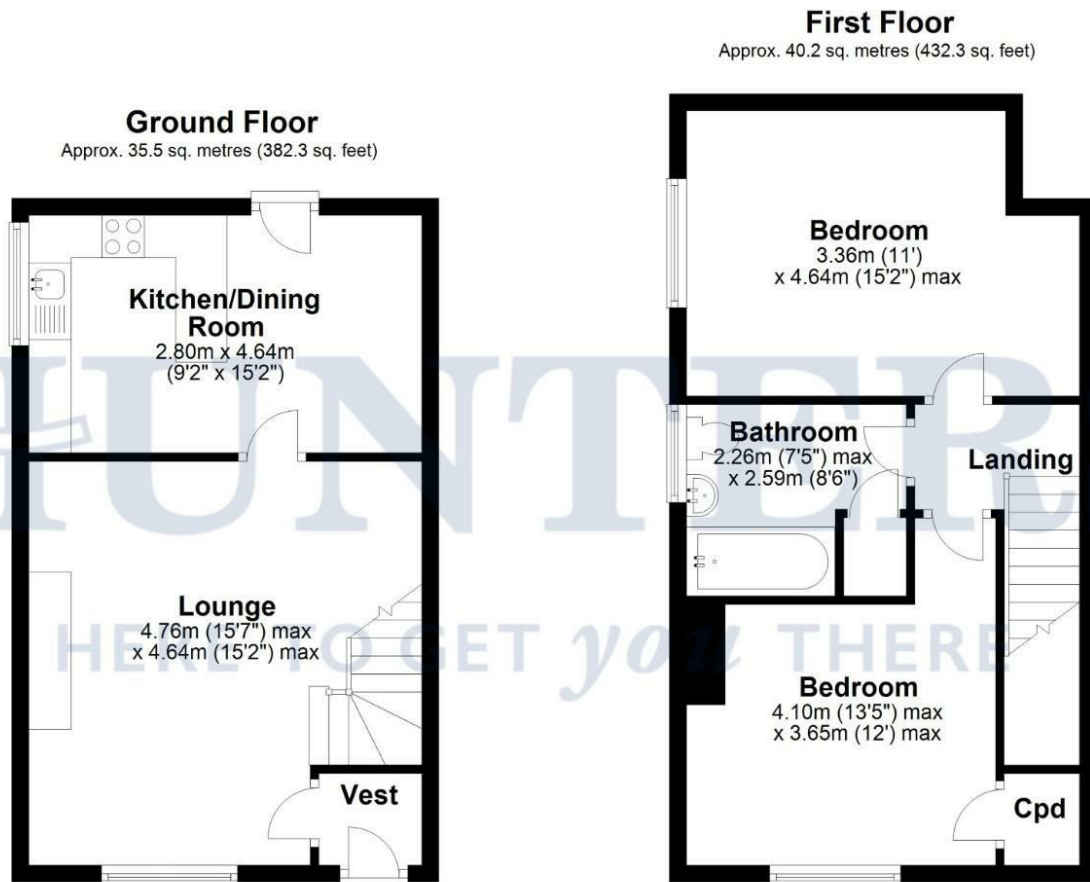 Ground Floor
Approx. 35.5 sq. metres (382.3 sq. feet)
Kitchen/Dining
Room
2.80m x 4.64m
(9'2" x 15'2")
Lounge
4.76m (15'7") max
x 4.64m (15'2") max
Vest
First Floor
Approx. 40.2 sq. metres (432.3 sq. feet)
Bedroom
3.36m (11')
x 4.64m (15'2") max
Bathroom
2.26m (7'5") max
x 2.59m (8'6")
Landing
Bedroom
4.10m (13'5") max
x 3.65m (12') max
Cpd
HUNTER
HERE TO GET you THERE